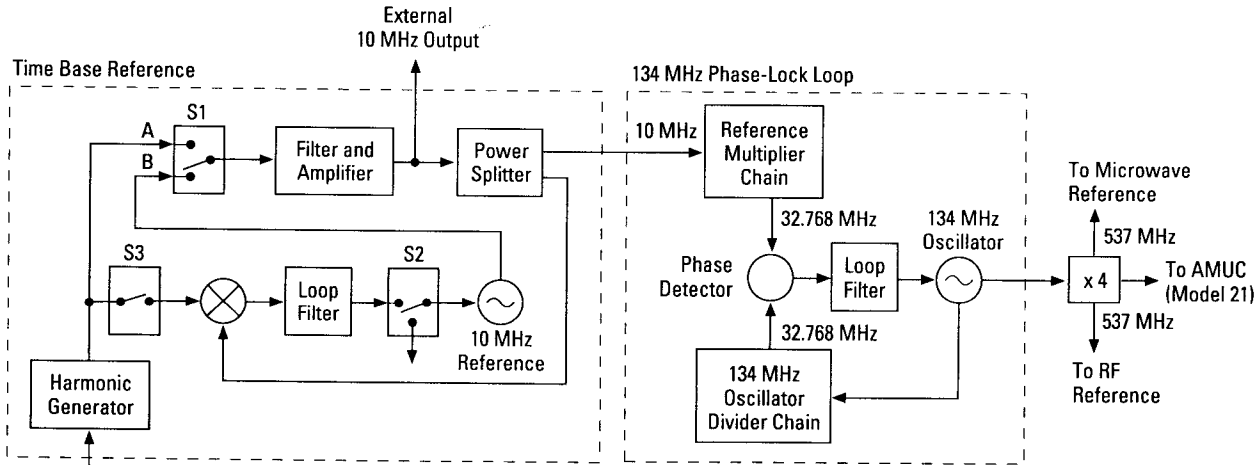 External
10 MHz Output
Time Base Reference
134 MHz Phase-Lock Loop
S1
A
B
Filter and
Amplifier
Power
Splitter
10 MHz
Reference
Multiplier
Chain
To Microwave
Reference
32.768 MHz
134 MHz
Oscillator
537 MHz
S3
S2
Loop
Filter
Phase
Detector
Loop
Filter
x 4
To AMUC
(Model 21)
10 MHz
Reference
32.768 MHz
537 MHz
Harmonic
Generator
134 MHz
Oscillator
Divider Chain
To RF
Reference